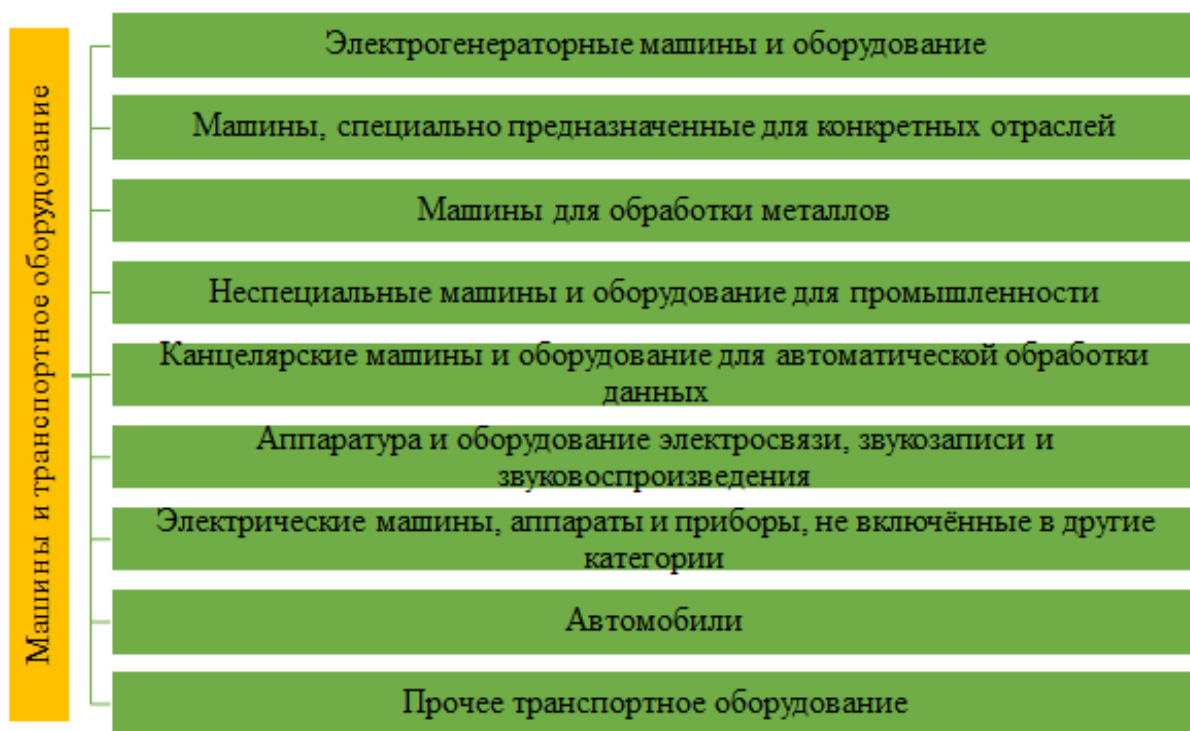 Машины и транспортное оборудование
Электрогенераторные машины и оборудование
Машины, специально предназначенные для конкретных отраслей
Машины для обработки металлов
Неспециальные машины и оборудование для промышленности
Канцелярские машины и оборудование для автоматической обработки
данных
Аппаратура и оборудование электросвязи, звукозаписи и
звуковоспроизведения
Электрические машины, аппараты и приборы, не включённые в другие
категории
Автомобили
Прочее транспортное оборудование